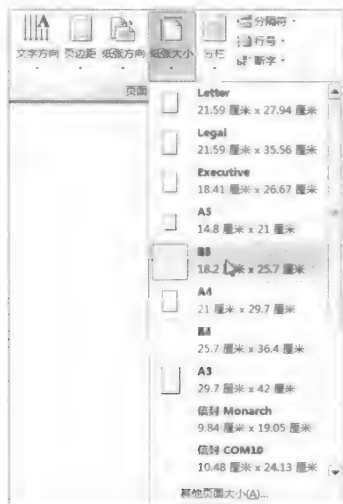 分隔符
行号
断字
文字方向 页边距 纸张方向 纸张大小 分栏
页面
Letter
21.59 厘米 x 27.94 厘米
Legal
21.59 厘米 x 35.56 厘米
Executive
18.41 厘米 x 26.67 厘米
A5
14.8 厘米 x 21 厘米
B5
18.2 厘米 x 25.7 厘米
A4
21 厘米 x 29.7 厘米
B4
25.7 厘米 x 36.4 厘米
A3
29.7 厘米 x 42 厘米
信封 Monarch
9.84 厘米 x 19.05 厘米
信封 COM10
10.48 厘米 x 24.13 厘米
其他页面大小(A)...